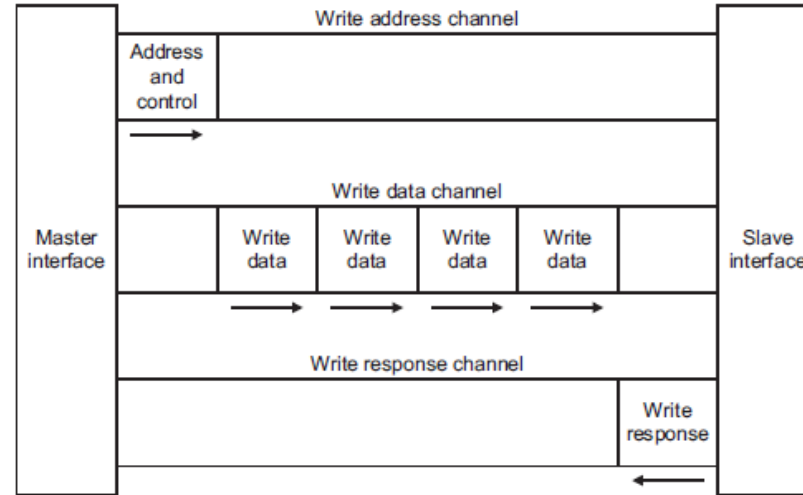 Write address channel
Address
and
control
Write data channel
Master
interface
Write
data
Write
data
Write
data
Write
data
Slave
interface
Write response channel
Write
response